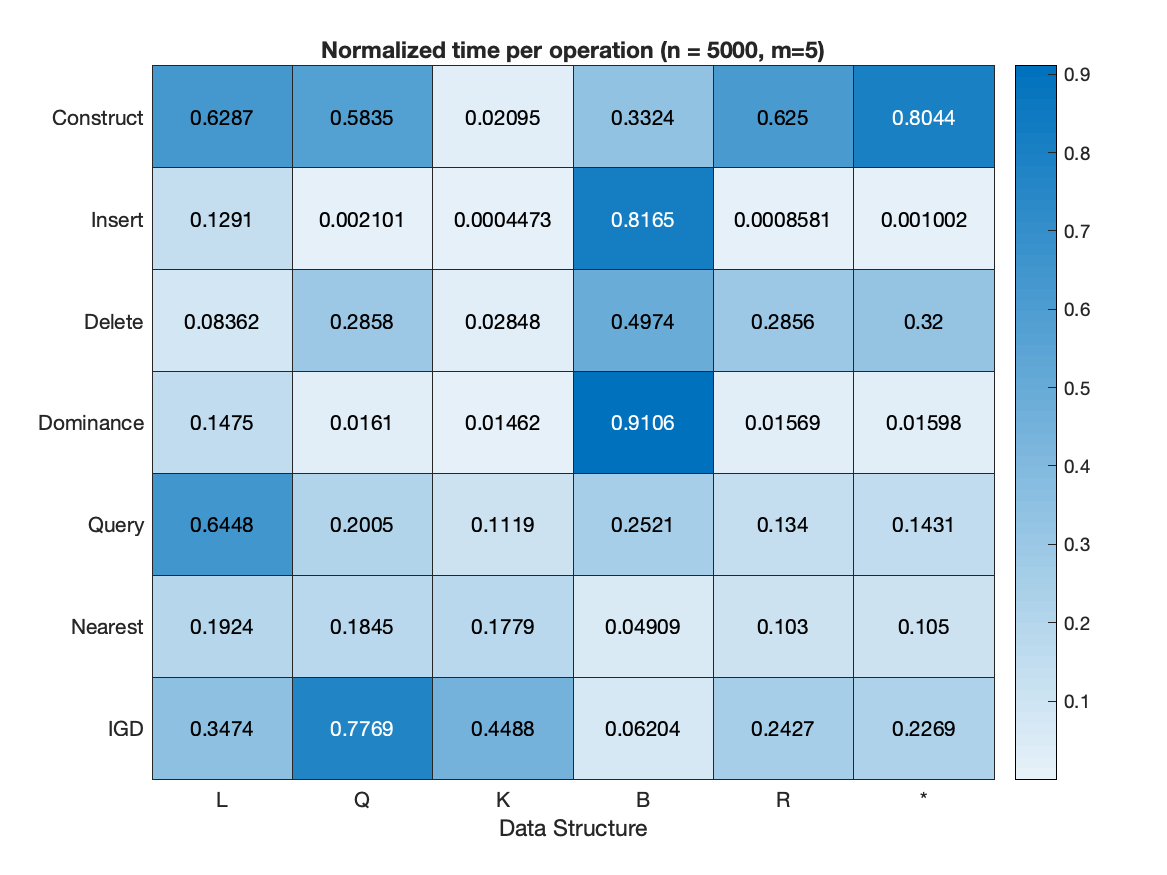 Normalized time per operation (n = 5000, m=5)
Construct 0.6287 0.5835 0.02095 0.3324 0.625 0.8044
Insert 0.1291 0.002101 0.0004473 0.8165 0.0008581 0.001002
Delete 0.08362 0.2858 0.02848 0.4974 0.2856 0.32
Dominance 0.1475 0.0161 0.01462 0.9106 0.01569 0.01598
Query 0.6448 0.2005 0.1119 0.2521 0.134 0.1431
Nearest 0.1924 0.1845 0.1779 0.04909 0.103 0.105
IGD 0.3474 0.7769 0.4488 0.06204 0.2427 0.2269
L Q K B R *
Data Structure
0.9
0.8
0.7
0.6
0.5
0.4
0.3
0.2
0.1